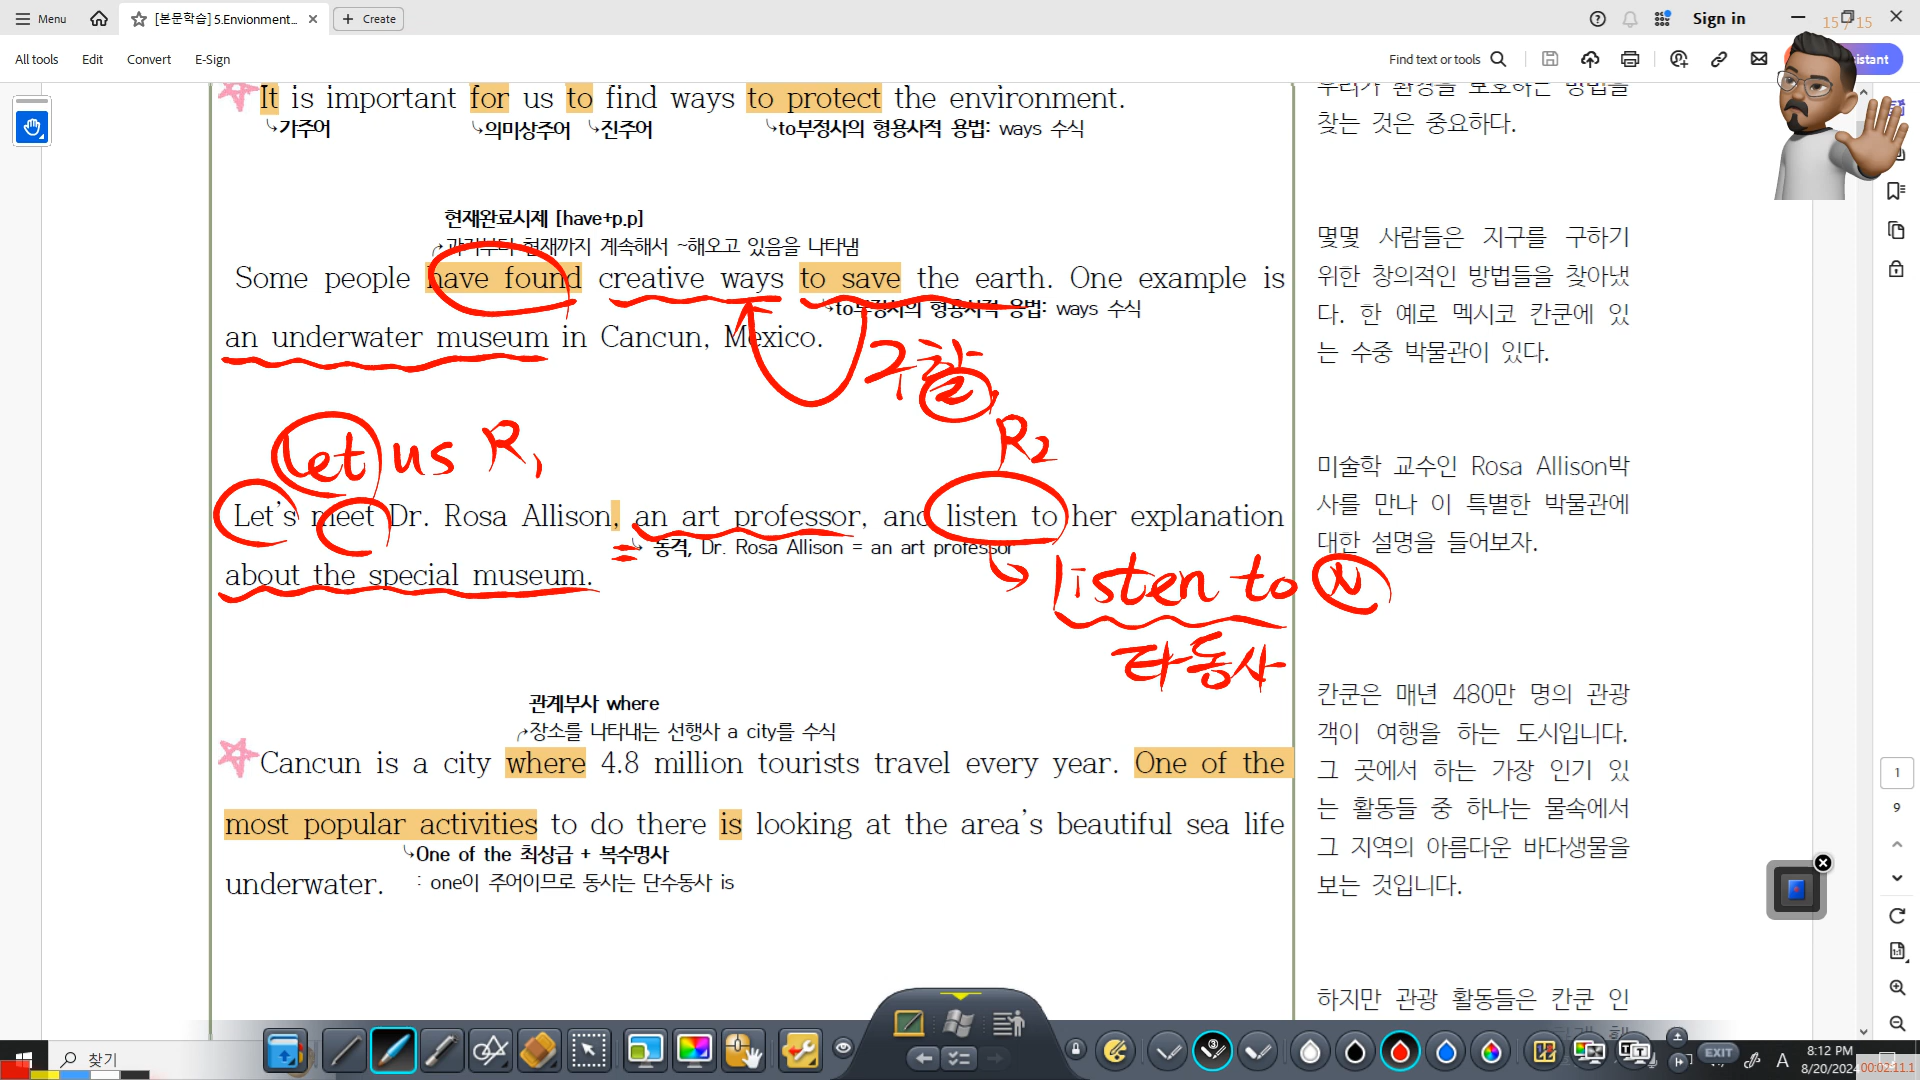 Menu
[본문학습] 5.Envionment...
Create
Sign in
15 / 15
All tools
Edit
Convert
E-Sign
Find text or tools
It is important for us to find ways to protect the environment.
가주어
의미상주어
진주어
to부정사의 형용사적 용법: ways 수식
우리가 환경을 보호하는 방법을
찾는 것은 중요하다.
현재완료시제 [have+p.p]
과거부터 현재까지 계속해서 ~해오고 있음을 나타냄
Some people have found creative ways to save the earth. One example is
to부정사의 형용사적 용법: ways 수식
an underwater museum in Cancun, Mexico.
몇몇 사람들은 지구를 구하기
위한 창의적인 방법들을 찾아냈
다. 한 예로 멕시코 칸쿤에 있
는 수중 박물관이 있다.
구할
let us R,
R2
Let's meet Dr. Rosa Allison, an art professor, and listen to her explanation
동격, Dr. Rosa Allison = an art professor
about the special museum.
listen to N
타동사
미술학 교수인 Rosa Allison박
사를 만나 이 특별한 박물관에
대한 설명을 들어보자.
관계부사 where
장소를 나타내는 선행사 a city를 수식
Cancun is a city where 4.8 million tourists travel every year. One of the
most popular activities to do there is looking at the area's beautiful sea life
One of the 최상급 + 복수명사
underwater.
: one이 주어이므로 동사는 단수동사 is
칸쿤은 매년 480만 명의 관광
객이 여행을 하는 도시입니다.
그 곳에서 하는 가장 인기 있
는 활동들 중 하나는 물속에서
그 지역의 아름다운 바다생물을
보는 것입니다.
하지만 관광 활동들은 칸쿤 인
1
9
찾기
EXIT
A
8:12 PM
8/20/2024
00:02:11.1